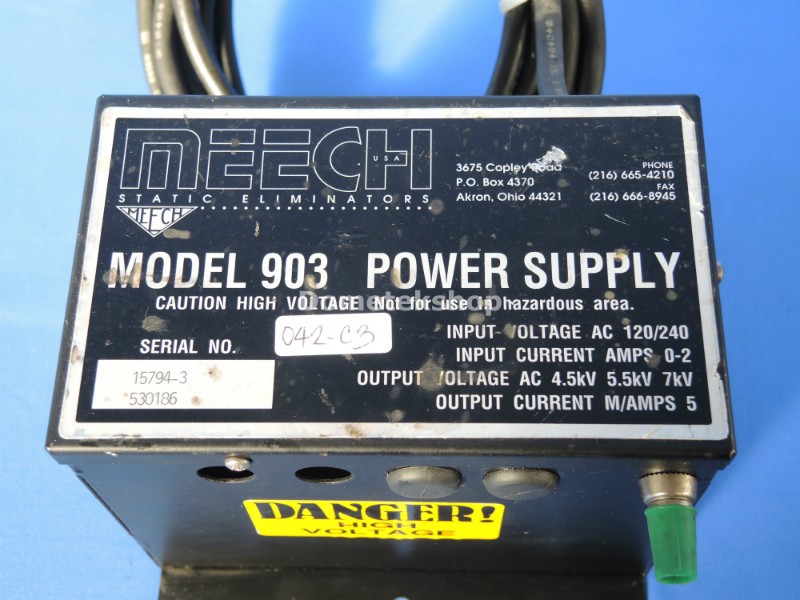 MEECH
USA
STATIC ELIMINATORS
MEECH
3675 Copley Road
P.O. Box 4370
Akron, Ohio 44321
PHONE
(216) 665-4210
FAX
(216) 666-8945
MODEL 903 POWER SUPPLY
CAUTION HIGH VOLTAGE Not for use in hazardous area.
SERIAL NO.
042-C3
15794-3
530186
INPUT VOLTAGE AC 120/240
INPUT CURRENT AMPS 0-2
OUTPUT VOLTAGE AC 4.5kV 5.5kV 7kV
OUTPUT CURRENT M/AMPS 5
DANGER!
HIGH
VOLTAGE